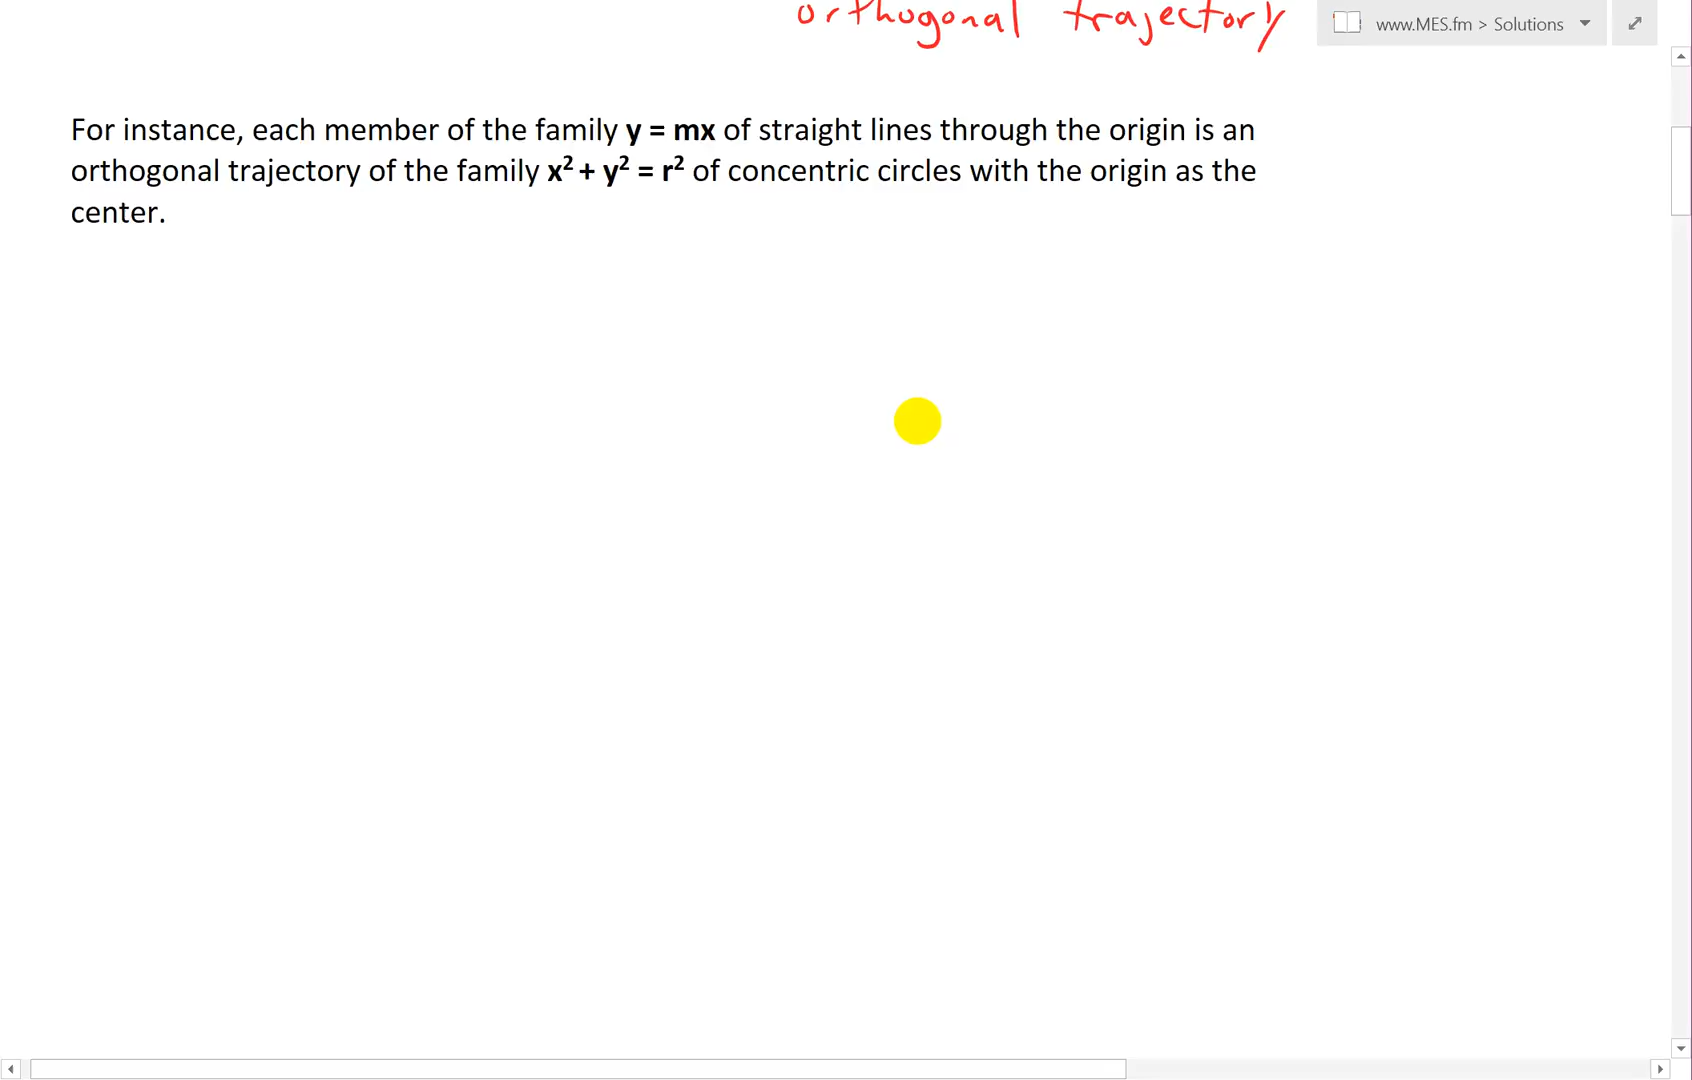 orthogonal trajectory
www.MES.fm > Solutions
For instance, each member of the family y = mx of straight lines through the origin is an
orthogonal trajectory of the family x² + y² = r² of concentric circles with the origin as the
center.